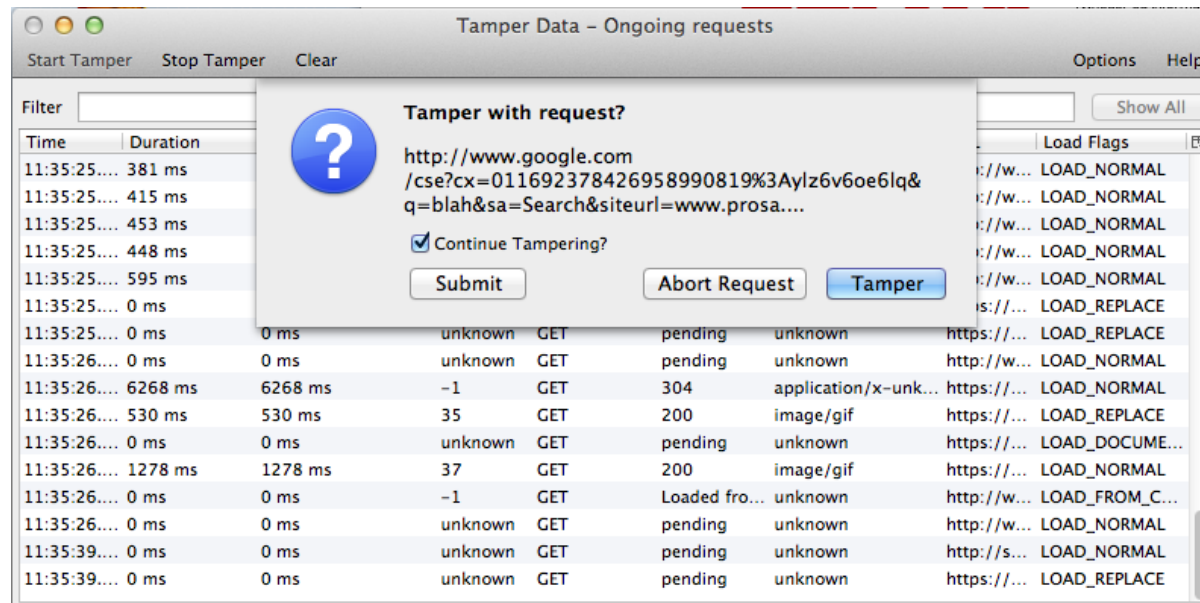 Tamper Data – Ongoing requests
Start Tamper Stop Tamper Clear Options Help
Filter Show All
Tamper with request?
http://www.google.com
/cse?cx=011692378426958990819%3Aylz6v6oe6lq&
q=blah&sa=Search&siteurl=www.prosa....
Continue Tampering?
Submit Abort Request Tamper
Time Duration Load Flags
11:35:25.... 381 ms ://w... LOAD_NORMAL
11:35:25.... 415 ms ://w... LOAD_NORMAL
11:35:25.... 453 ms ://w... LOAD_NORMAL
11:35:25.... 448 ms ://w... LOAD_NORMAL
11:35:25.... 595 ms ://w... LOAD_NORMAL
11:35:25.... 0 ms s://... LOAD_REPLACE
11:35:25.... 0 ms 0 ms unknown GET pending unknown https://... LOAD_REPLACE
11:35:26.... 0 ms 0 ms unknown GET pending unknown http://w... LOAD_NORMAL
11:35:26.... 6268 ms 6268 ms -1 GET 304 application/x-unk... https://... LOAD_NORMAL
11:35:26.... 530 ms 530 ms 35 GET 200 image/gif https://... LOAD_REPLACE
11:35:26.... 0 ms 0 ms unknown GET pending unknown https://... LOAD_DOCUME...
11:35:26.... 1278 ms 1278 ms 37 GET 200 image/gif https://... LOAD_NORMAL
11:35:26.... 0 ms 0 ms -1 GET Loaded fro... unknown http://w... LOAD_FROM_C...
11:35:26.... 0 ms 0 ms unknown GET pending unknown http://w... LOAD_NORMAL
11:35:39.... 0 ms 0 ms unknown GET pending unknown http://s... LOAD_NORMAL
11:35:39.... 0 ms 0 ms unknown GET pending unknown https://... LOAD_REPLACE